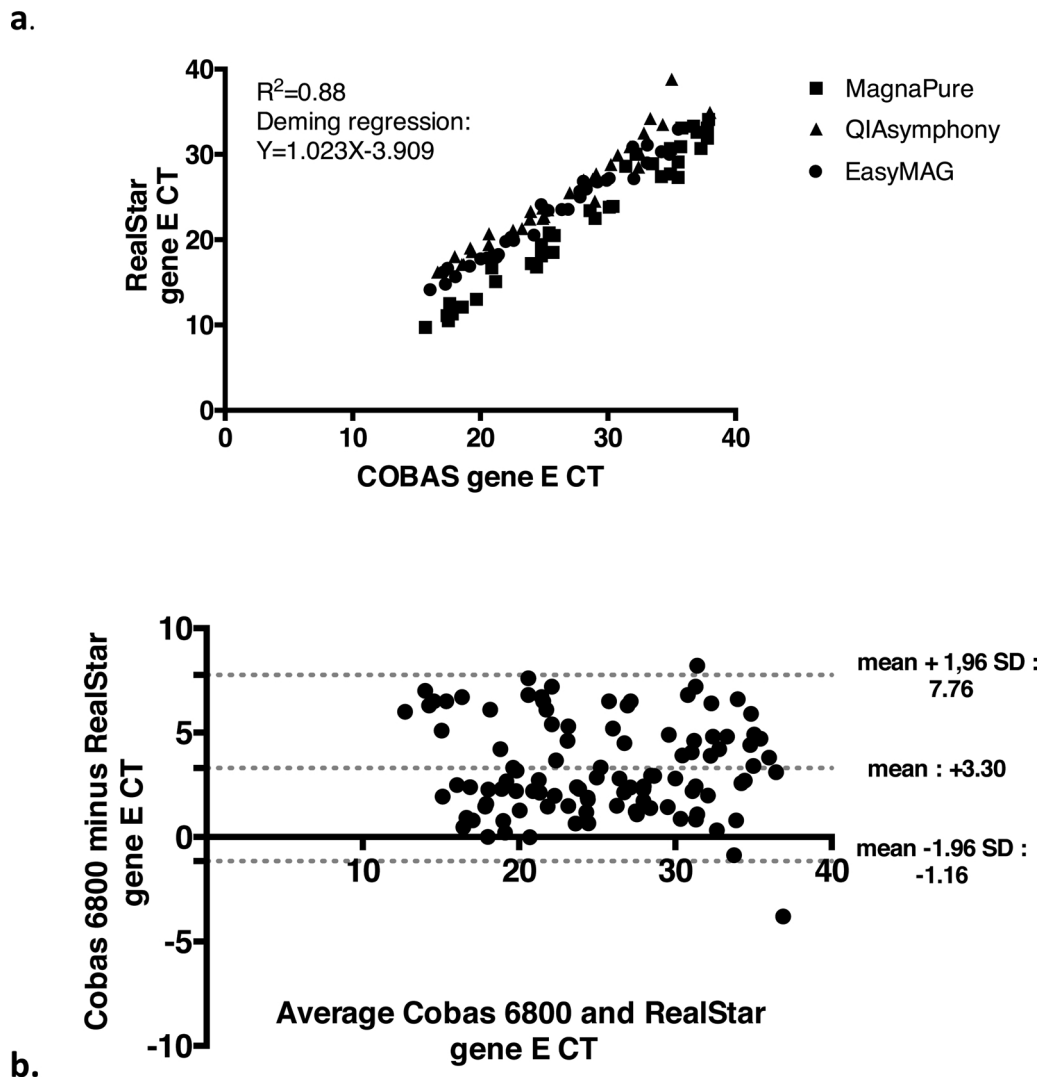 a.
R²=0.88
Deming regression:
Y=1.023X-3.909
MagnaPure
QIAsymphony
EasyMAG
RealStar
gene E CT
40
30
20
10
0
0 10 20 30 40
COBAS gene E CT
Cobas 6800 minus RealStar
gene E CT
10
5
0
-5
-10
10 20 30 40
mean + 1,96 SD :
7.76
mean : +3.30
mean -1.96 SD :
-1.16
Average Cobas 6800 and RealStar
gene E CT
b.